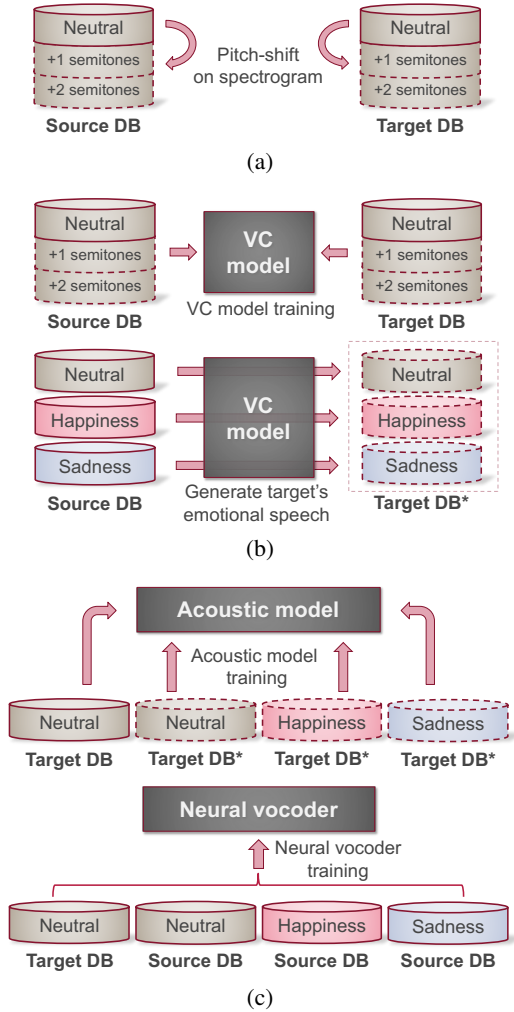 Neutral
+1 semitones
+2 semitones
Source DB
Pitch-shift
on spectrogram
Neutral
+1 semitones
+2 semitones
Target DB
(a)
Neutral
+1 semitones
+2 semitones
Source DB
VC
model
VC model training
Neutral
+1 semitones
+2 semitones
Target DB
Neutral
Happiness
Sadness
Source DB
VC
model
Generate target's
emotional speech
Neutral
Happiness
Sadness
Target DB*
(b)
Acoustic model
Acoustic model
training
Neutral
Neutral
Happiness
Sadness
Target DB
Target DB*
Target DB*
Target DB*
Neural vocoder
Neural vocoder
training
Neutral
Neutral
Happiness
Sadness
Target DB
Source DB
Source DB
Source DB
(c)